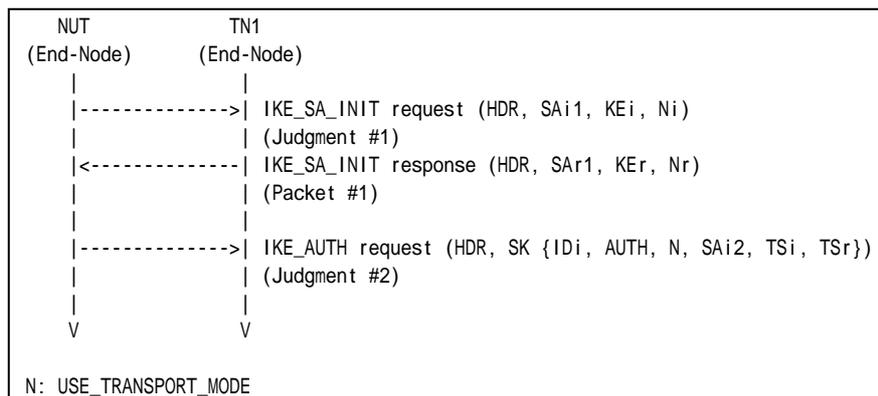 NUT TN1
(End-Node) (End-Node)
| |
|-------------->| IKE_SA_INIT request (HDR, SAi1, KEi, Ni)
| | (Judgment #1)
|<--------------| IKE_SA_INIT response (HDR, SAr1, KEr, Nr)
| | (Packet #1)
| |
|-------------->| IKE_AUTH request (HDR, SK {IDi, AUTH, N, SAi2, TSi, TSr})
| | (Judgment #2)
| |
V V
N: USE_TRANSPORT_MODE